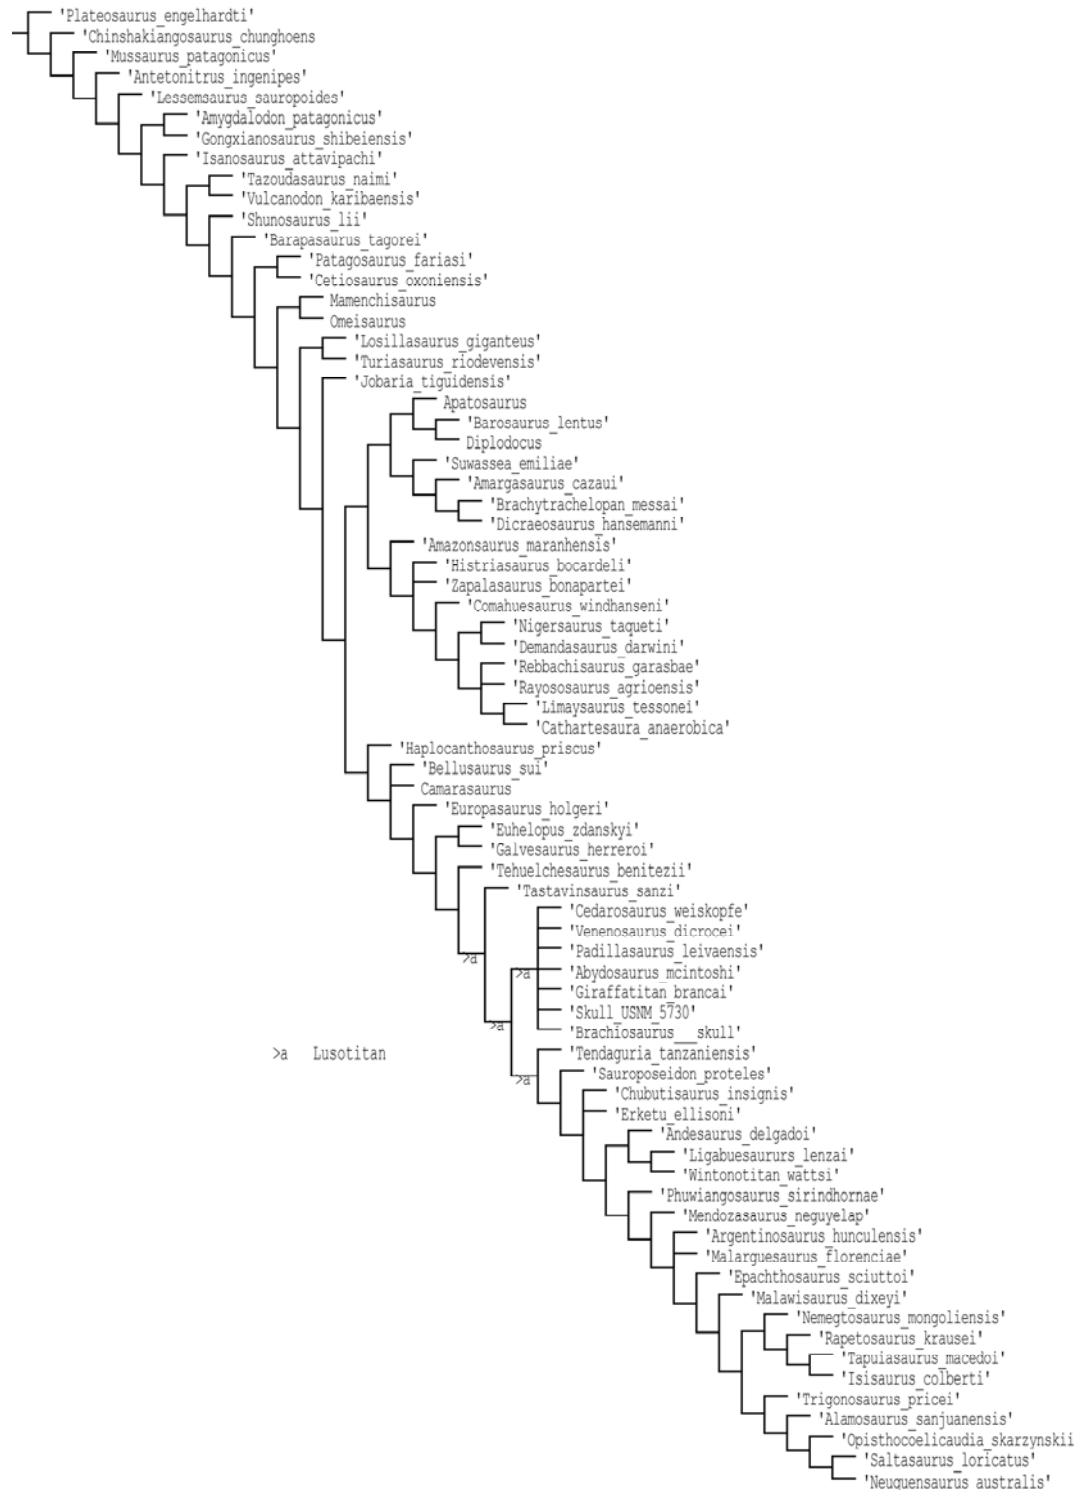 'Plateosaurus_engelhardti'
'Chinshakiangosaurus_chunghoens
'Mussaurus_patagonicus'
'Antetonitrus_ingenipes'
'Lessemsaurus_sauropoides'
'Amygdalodon_patagonicus'
'Gongxianosaurus_shibeiensis'
'Isanosaurus_attavipachi'
'Tazoudasaurus_naimi'
'Vulcanodon_karibaensis'
'Shunosaurus_lii'
'Barapasaurus_tagorei'
'Patagosaurus_fariasi'
'Cetiosaurus_oxoniensis'
Mamenchisaurus
Omeisaurus
'Losillasaurus_giganteus'
'Turiasaurus_riodevensis'
'Jobaria_tiguidensis'
Apatosaurus
'Barosaurus_lentus'
Diplodocus
'Suwassea_emiliae'
'Amargasaurus_cazaui'
'Brachytrachelopan_messai'
'Dicraeosaurus_hansemanni'
'Amazonsaurus_maranhensis'
'Histriasaurus_bocardeli'
'Zapalasaurus_bonapartei'
'Comahuesaurus_windhanseni'
'Nigersaurus_taqueti'
'Demandasaurus_darwini'
'Rebbachisaurus_garasbae'
'Rayososaurus_agrioensis'
'Limaysaurus_tessonei'
'Cathartesaura_anaerobica'
'Haplocanthosaurus_priscus'
'Bellusaurus_sui'
Camarasaurus
'Europasaurus_holgeri'
'Euhelopus_zdanskyi'
'Galvesaurus_herreroi'
'Tehuelchesaurus_benitezii'
'Tastavinsaurus_sanzi'
'Cedarosaurus_weiskopfe'
'Venenosaurus_dicrocei'
'Padillasaurus_leivaensis'
>a
>a 'Abydosaurus_mcintoshi'
'Giraffatitan_brancai'
'Skull_USNM_5730'
>a 'Brachiosaurus___skull'
>a Lusotitan
'Tendaguria_tanzaniensis'
>a 'Sauroposeidon_proteles'
'Chubutisaurus_insignis'
'Erketu_ellisoni'
'Andesaurus_delgadoi'
'Ligabuesaururs_lenzai'
'Wintonotitan_wattsi'
'Phuwiangosaurus_sirindhornae'
'Mendozasaurus_neguyelap'
'Argentinosaurus_hunculensis'
'Malarguesaurus_florenciae'
'Epachthosaurus_sciuttoi'
'Malawisaurus_dixeyi'
'Nemegtosaurus_mongoliensis'
'Rapetosaurus_krausei'
'Tapuiasaurus_macedoi'
'Isisaurus_colberti'
'Trigonosaurus_pricei'
'Alamosaurus_sanjuanensis'
'Opisthocoelicaudia_skarzynskii
'Saltasaurus_loricatus'
'Neuquensaurus_australis'